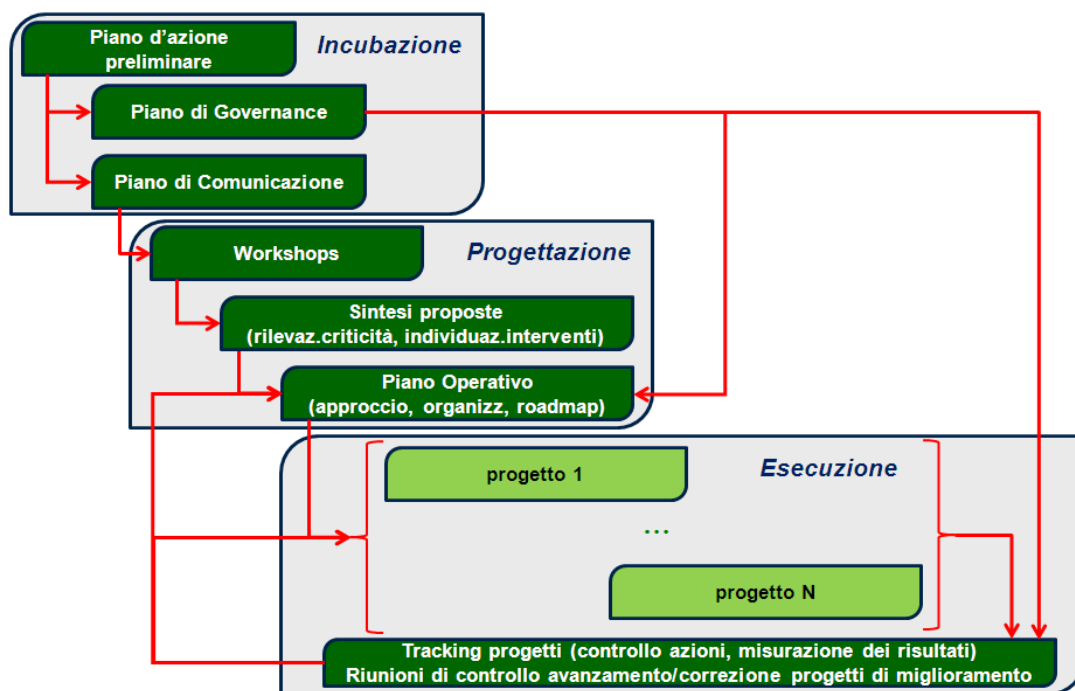 Piano d'azione
preliminare
Incubazione
Piano di Governance
Piano di Comunicazione
Workshops
Progettazione
Sintesi proposte
(rilevaz.criticità, individuaz.interventi)
Piano Operativo
(approccio, organizz, roadmap)
Esecuzione
progetto 1
...
progetto N
Tracking progetti (controllo azioni, misurazione dei risultati)
Riunioni di controllo avanzamento/correzione progetti di miglioramento